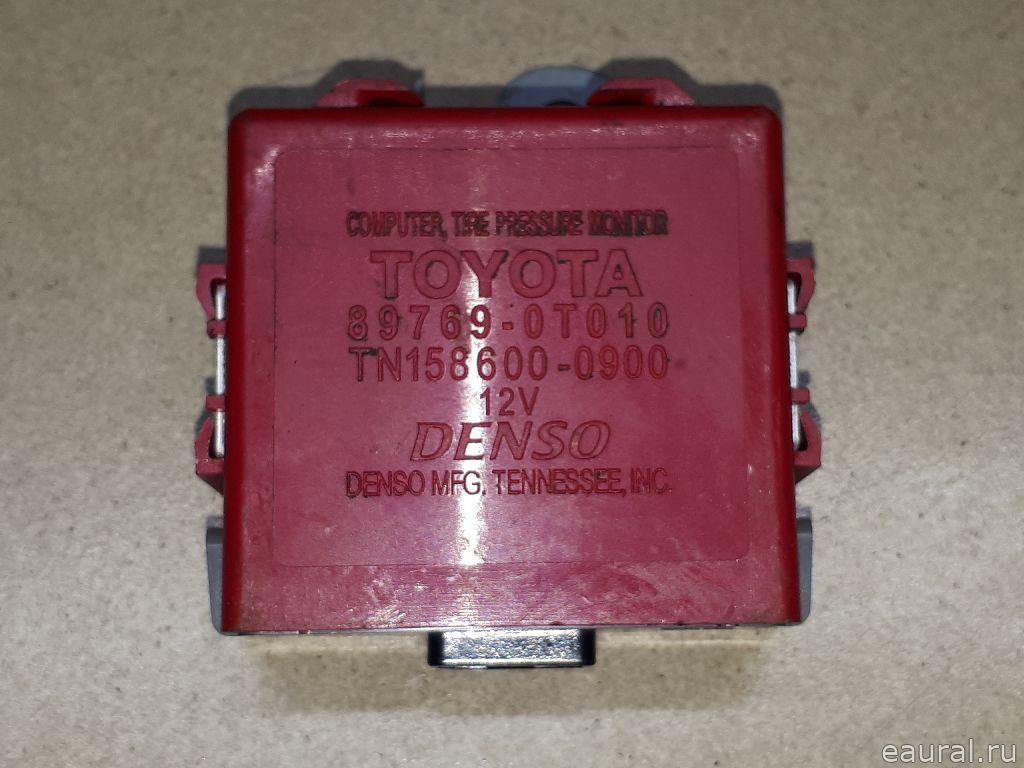 COMPUTER, TIRE PRESSURE MONITOR
TOYOTA
89769-0T010
TN158600-0900
12V
DENSO
DENSO MFG. TENNESSEE, INC.
eaural.ru